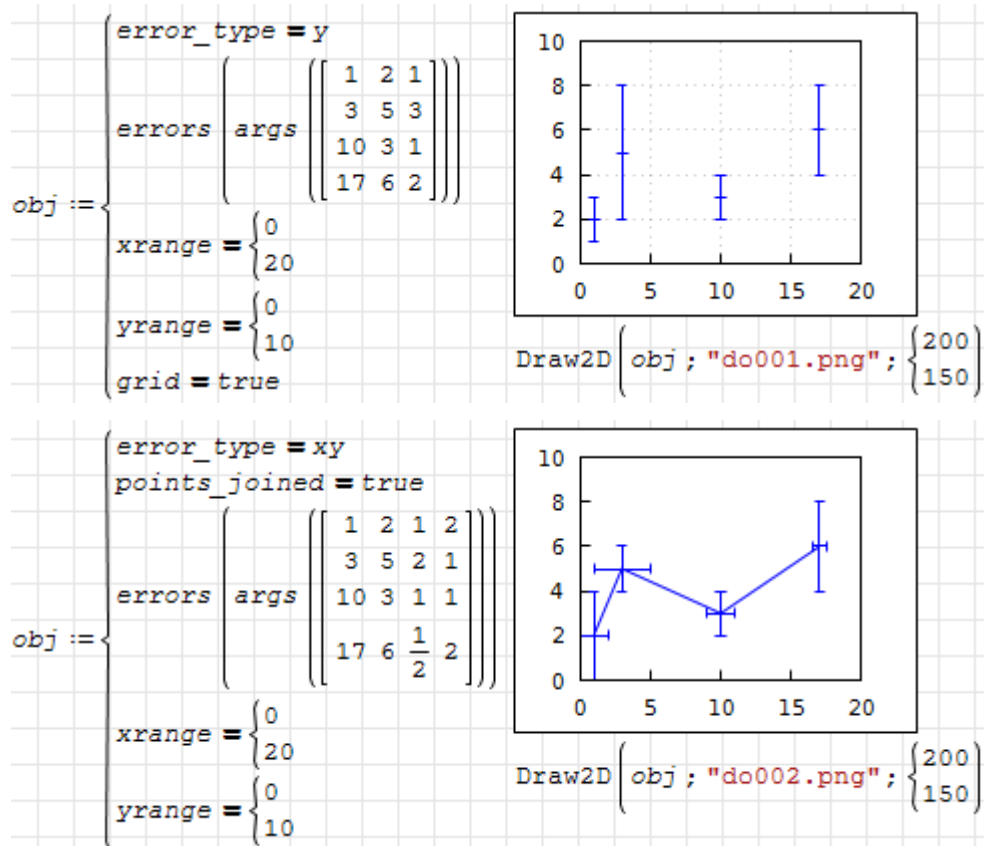 error_type = y
errors ( args ( [ 1 2 1
3 5 3
10 3 1
17 6 2 ] ) )
obj :=
xrange = { 0
20
yrange = { 0
10
grid = true
10
8
6
4
2
0
0 5 10 15 20
Draw2D ( obj ; "do001.png" ; { 200
150 )
error_type = xy
points_joined = true
errors ( args ( [ 1 2 1 2
3 5 2 1
10 3 1 1
17 6 1/2 2 ] ) )
obj :=
xrange = { 0
20
yrange = { 0
10
10
8
6
4
2
0
0 5 10 15 20
Draw2D ( obj ; "do002.png" ; { 200
150 )